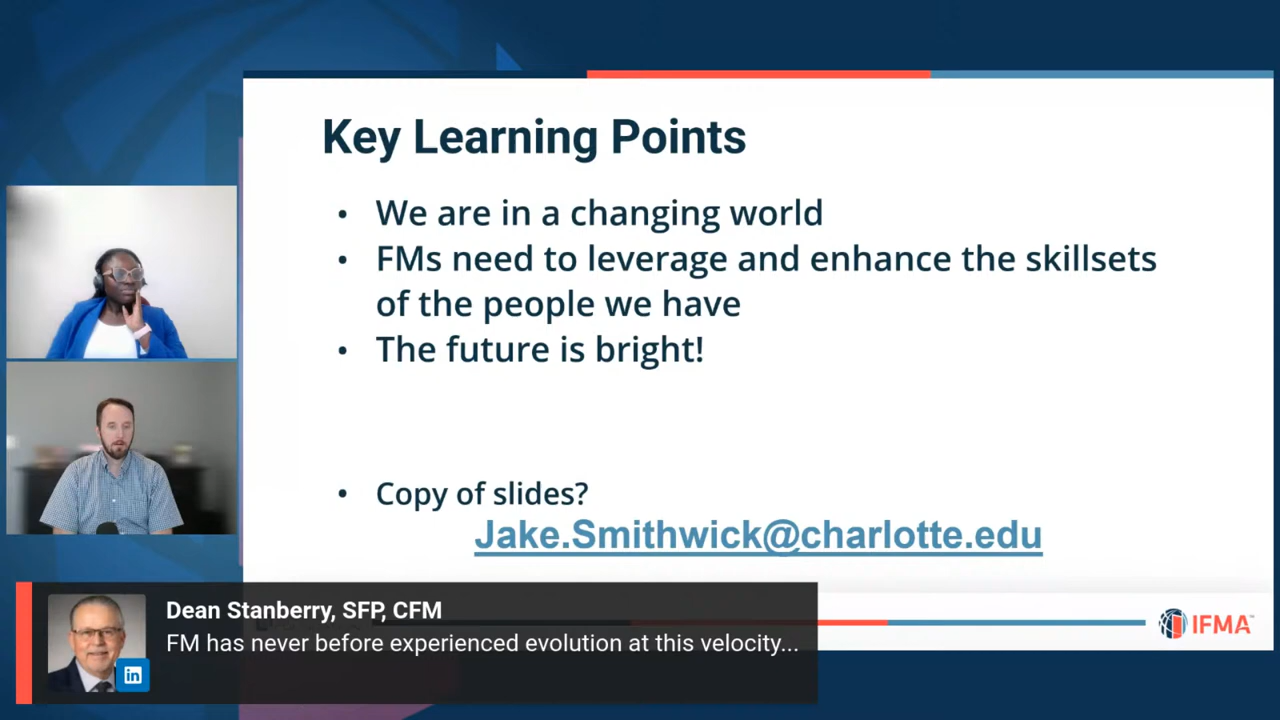 Key Learning Points
• We are in a changing world
• FMs need to leverage and enhance the skillsets
of the people we have
• The future is bright!
• Copy of slides?
Jake.Smithwick@charlotte.edu
Dean Stanberry, SFP, CFM
FM has never before experienced evolution at this velocity...
in
IFMA™